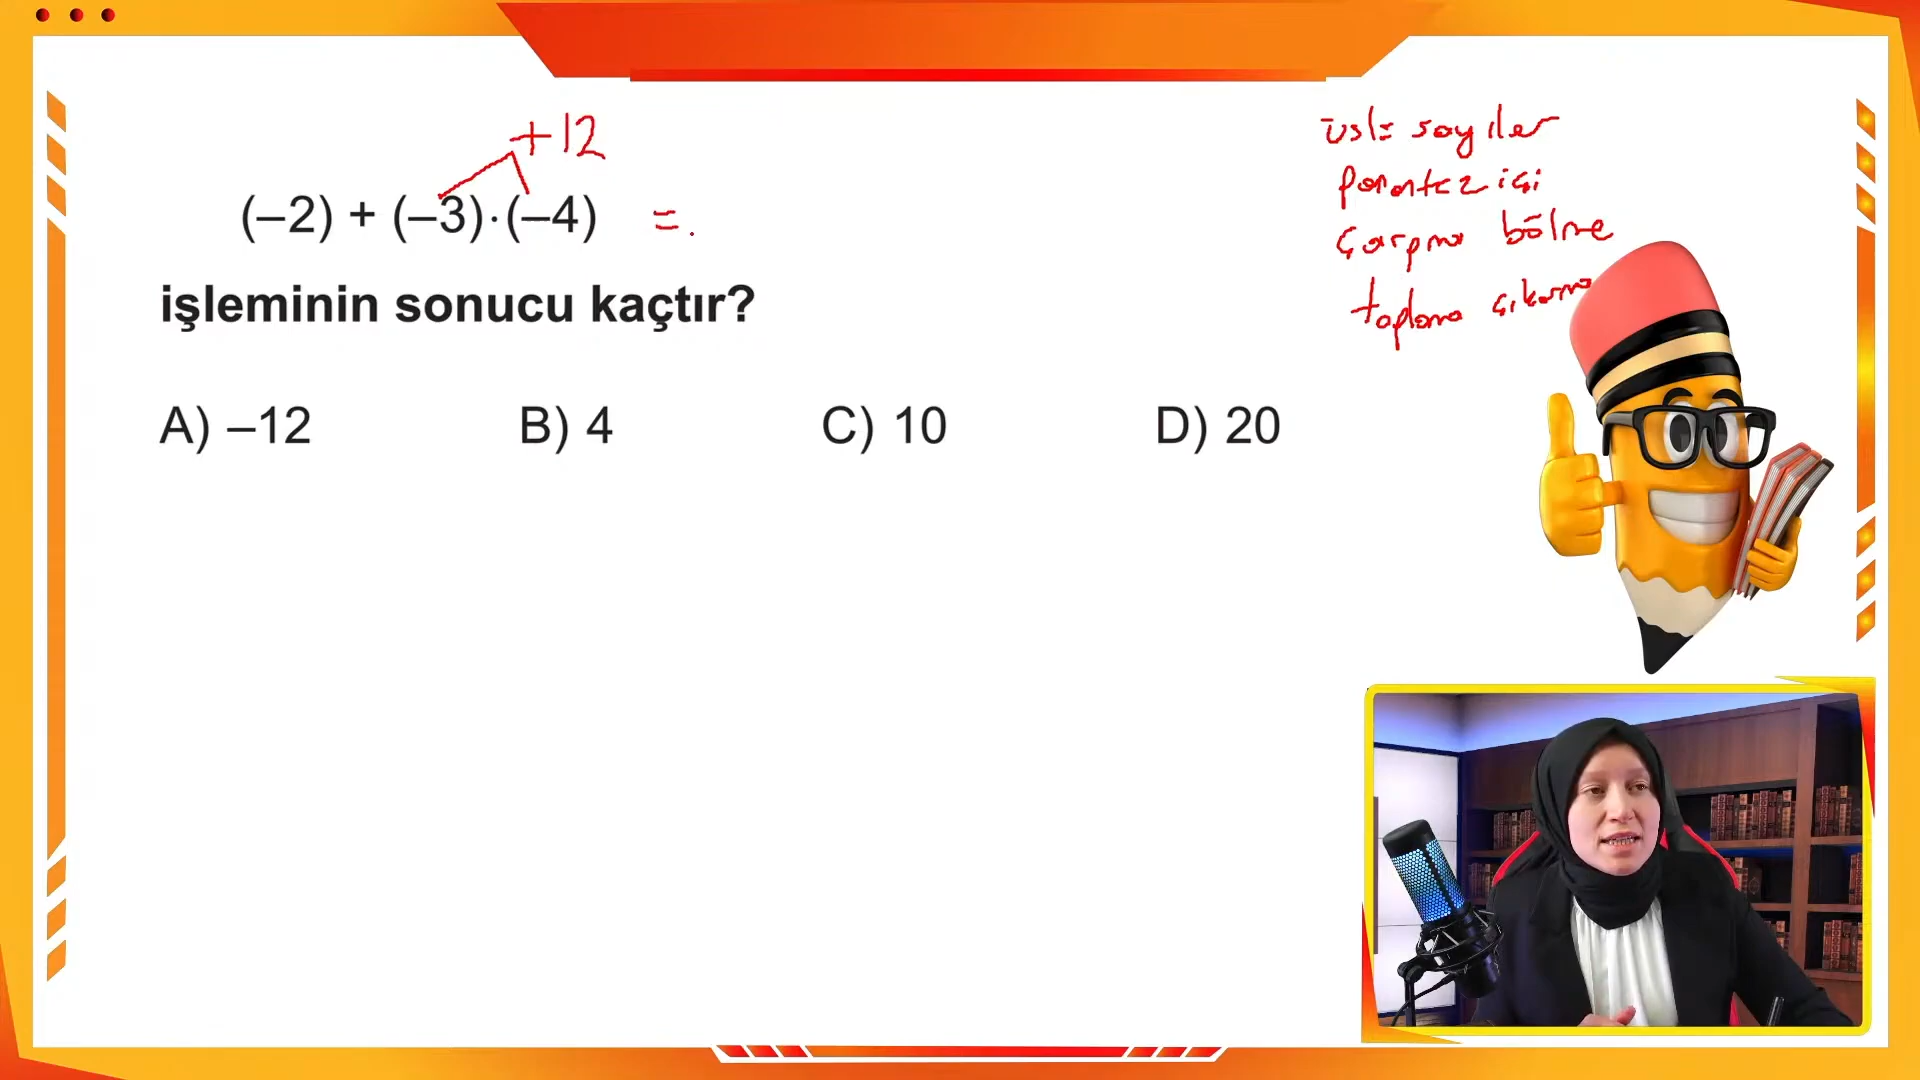 +12
(–2) + (–3)·(–4) =
işleminin sonucu kaçtır?
A) –12 B) 4 C) 10 D) 20
üslü sayılar
parantez içi
çarpma bölme
toplama çıkarma